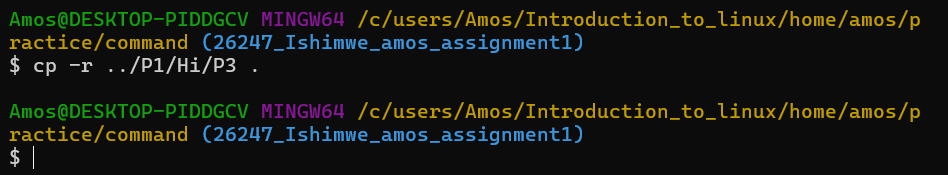 Amos@DESKTOP-PIDDGCV MINGW64 /c/users/Amos/Introduction_to_linux/home/amos/p
ractice/command (26247_Ishimwe_amos_assignment1)
$ cp -r ../P1/Hi/P3 .
Amos@DESKTOP-PIDDGCV MINGW64 /c/users/Amos/Introduction_to_linux/home/amos/p
ractice/command (26247_Ishimwe_amos_assignment1)
$